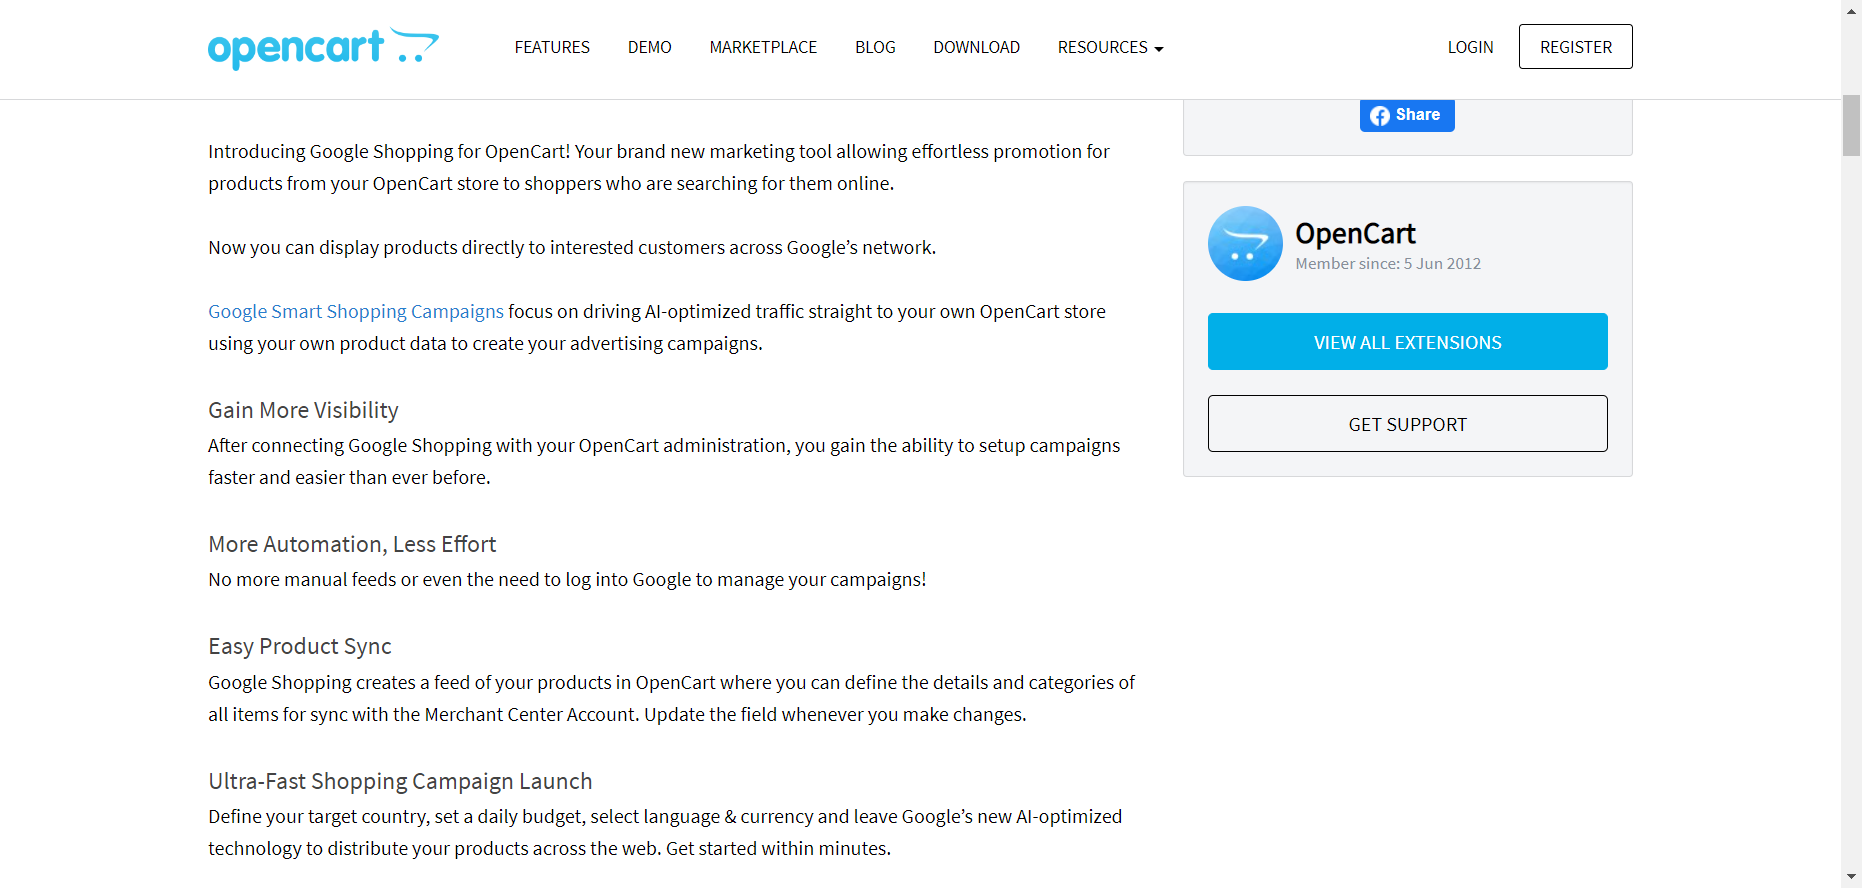 opencart
FEATURES
DEMO
MARKETPLACE
BLOG
DOWNLOAD
RESOURCES
LOGIN
REGISTER
Introducing Google Shopping for OpenCart! Your brand new marketing tool allowing effortless promotion for
products from your OpenCart store to shoppers who are searching for them online.
Now you can display products directly to interested customers across Google’s network.
Google Smart Shopping Campaigns focus on driving AI-optimized traffic straight to your own OpenCart store
using your own product data to create your advertising campaigns.
Gain More Visibility
After connecting Google Shopping with your OpenCart administration, you gain the ability to setup campaigns
faster and easier than ever before.
More Automation, Less Effort
No more manual feeds or even the need to log into Google to manage your campaigns!
Easy Product Sync
Google Shopping creates a feed of your products in OpenCart where you can define the details and categories of
all items for sync with the Merchant Center Account. Update the field whenever you make changes.
Ultra-Fast Shopping Campaign Launch
Define your target country, set a daily budget, select language & currency and leave Google’s new AI-optimized
technology to distribute your products across the web. Get started within minutes.
Share
OpenCart
Member since: 5 Jun 2012
VIEW ALL EXTENSIONS
GET SUPPORT